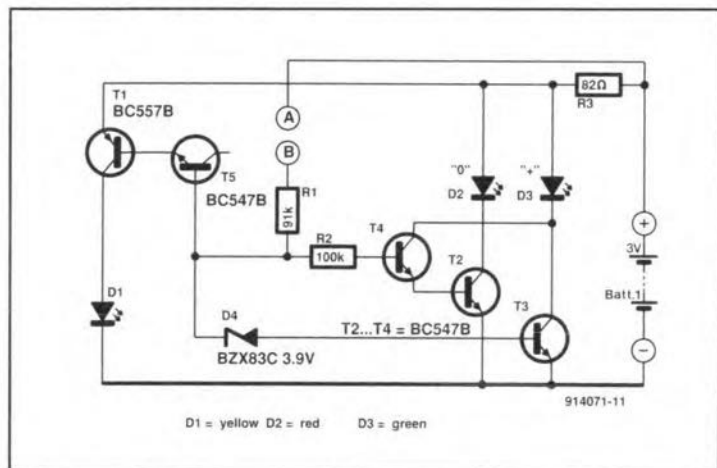 T1
BC557B
T5
BC547B
A
B
R1
91k
R2
100k
T4
T2
T3
"0"
D2
"+"
D3
82Ω
R3
+
3V
Batt.1
−
D1
D4
BZX83C 3.9V
T2...T4 = BC547B
914071-11
D1 = yellow D2 = red D3 = green